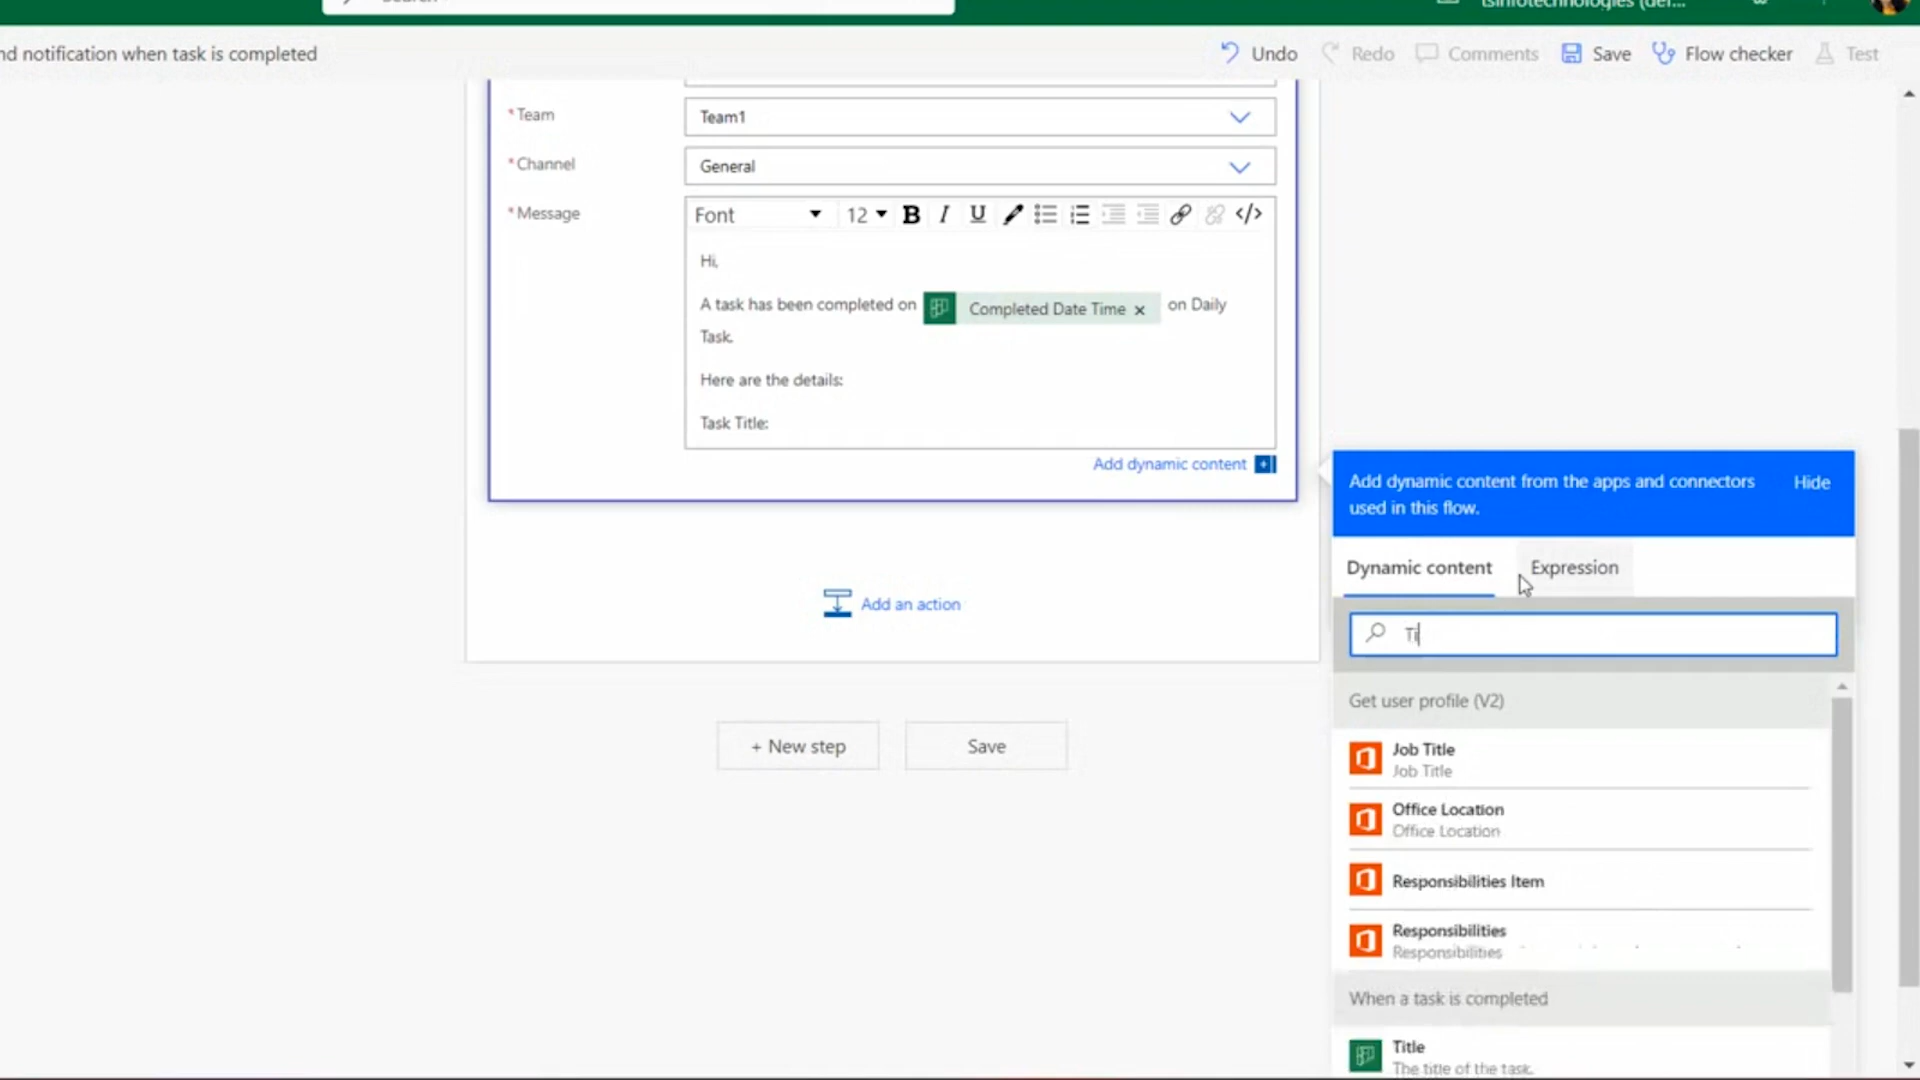 nd notification when task is completed
Undo
Redo
Comments
Save
Flow checker
Test
* Team
Team1
* Channel
General
* Message
Font
12
B
I
U
</>
Hi,
A task has been completed on Completed Date Time × on Daily
Task.
Here are the details:
Task Title:
Add dynamic content
Add an action
+ New step
Save
Add dynamic content from the apps and connectors
used in this flow.
Hide
Dynamic content
Expression
Ti
Get user profile (V2)
Job Title
Job Title
Office Location
Office Location
Responsibilities Item
Responsibilities
Responsibilities
When a task is completed
Title
The title of the task.